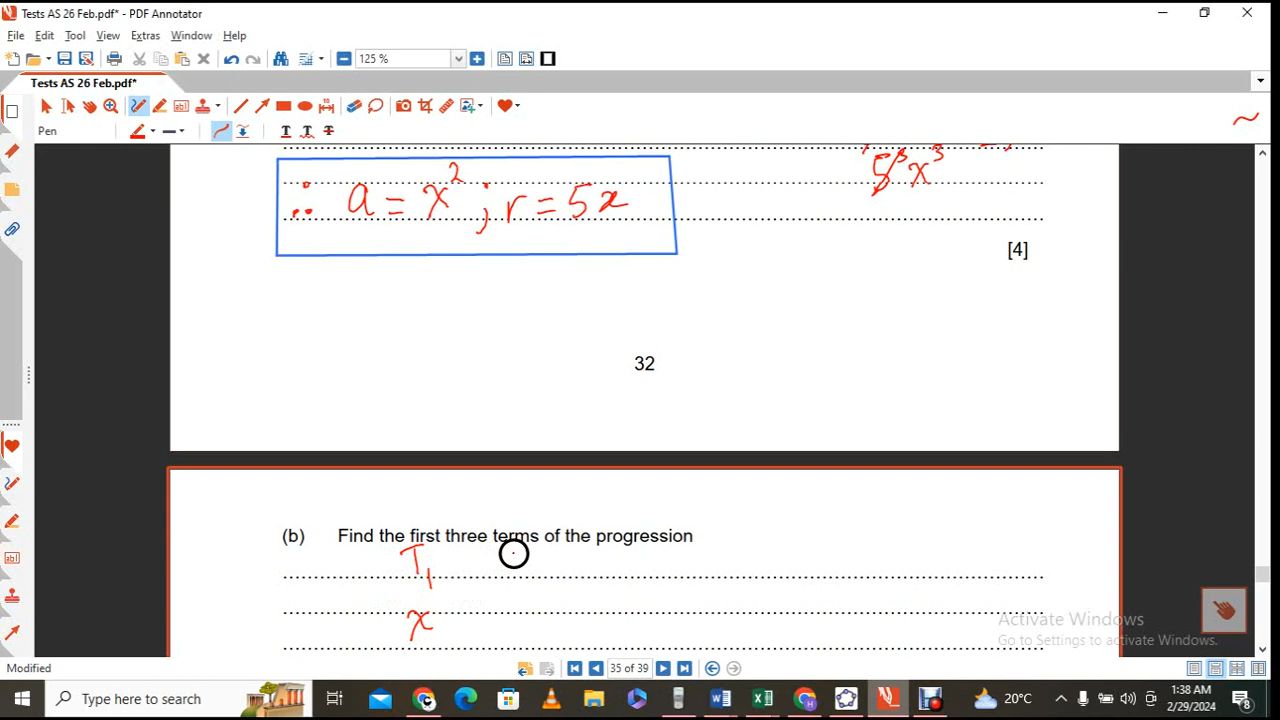 Tests AS 26 Feb.pdf* - PDF Annotator
File Edit Tool View Extras Window Help
125 %
Tests AS 26 Feb.pdf*
Pen
5³x³
∴ a = x² ; r = 5x
[4]
32
(b) Find the first three terms of the progression
T₁
x
Activate Windows
Go to Settings to activate Windows.
35 of 39
Modified
Type here to search
20°C
1:38 AM
2/29/2024
8